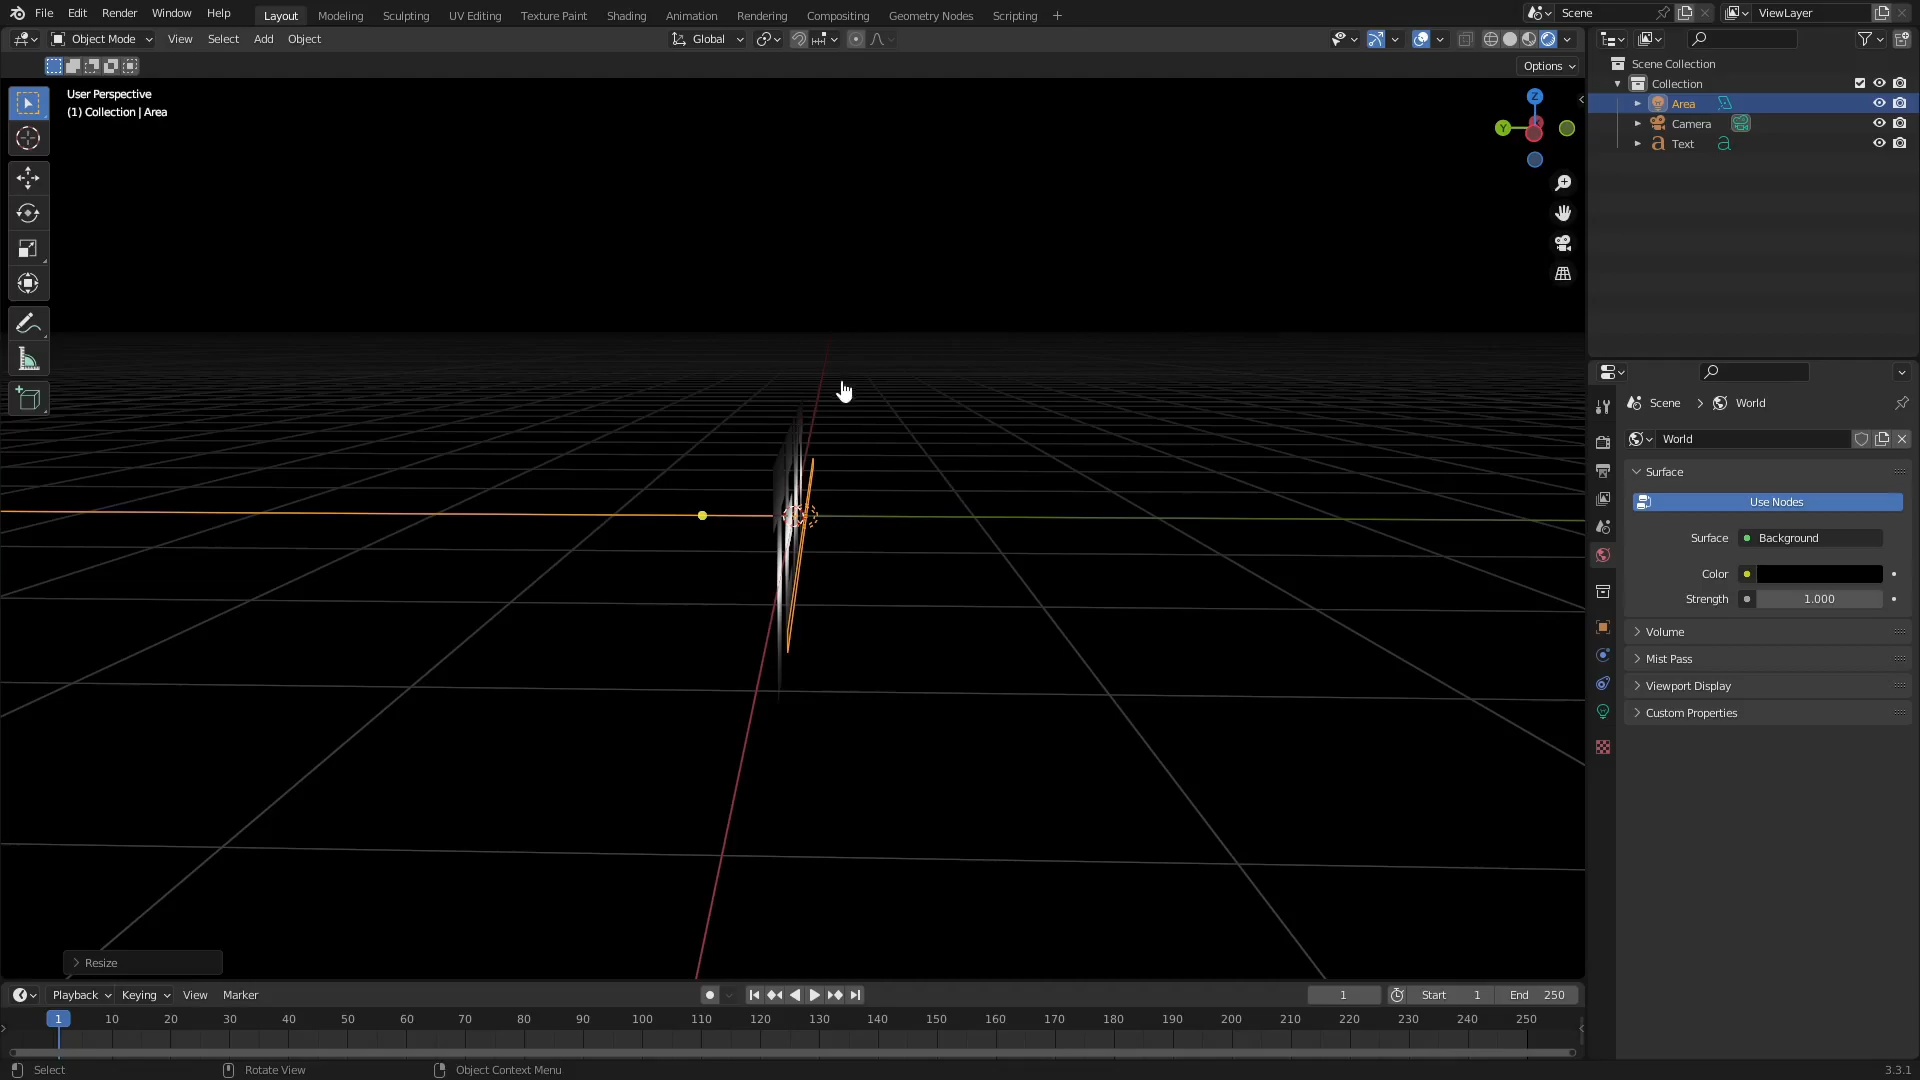 File Edit Render Window Help Layout Modeling Sculpting UV Editing Texture Paint Shading Animation Rendering Compositing Geometry Nodes Scripting + Scene ViewLayer
Object Mode View Select Add Object Global
Options
User Perspective
(1) Collection | Area
Z
Y
Scene Collection
Collection
Area
Camera
Text
Scene > World
World
Surface
Use Nodes
Surface Background
Color
Strength 1.000
Volume
Mist Pass
Viewport Display
Custom Properties
Resize
Playback Keying View Marker 1 Start 1 End 250
1 10 20 30 40 50 60 70 80 90 100 110 120 130 140 150 160 170 180 190 200 210 220 230 240 250
Select Rotate View Object Context Menu 3.3.1